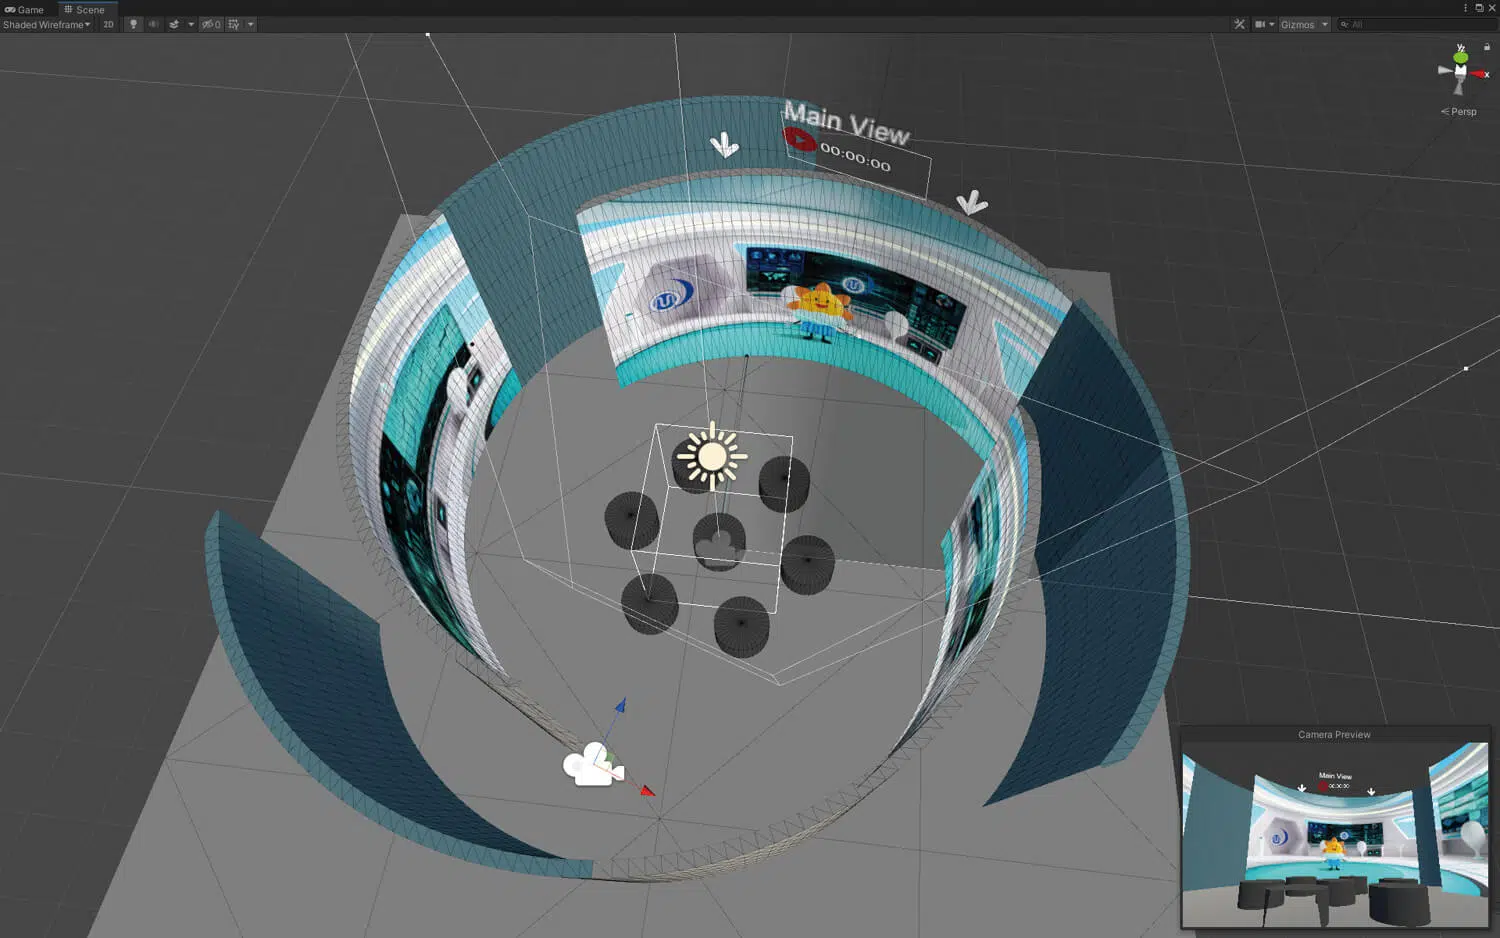 Game
Scene
Shaded Wireframe
2D
0
Gizmos
All
y
x
Persp
Main View
00:00:00
Camera Preview
Main View
00:00:00